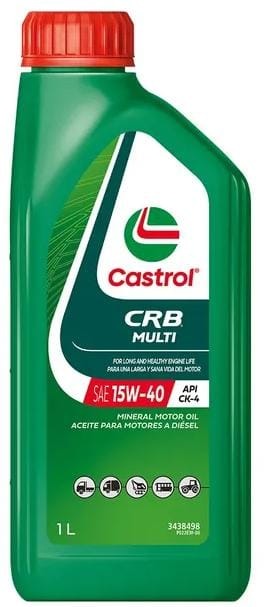 Castrol
CRB
MULTI
FOR LONG AND HEALTHY ENGINE LIFE
PARA UNA LARGA Y SANA VIDA DEL MOTOR
SAE 15W-40 API CK-4
MINERAL MOTOR OIL
ACEITE PARA MOTORES A DIÉSEL
1 L
3438498